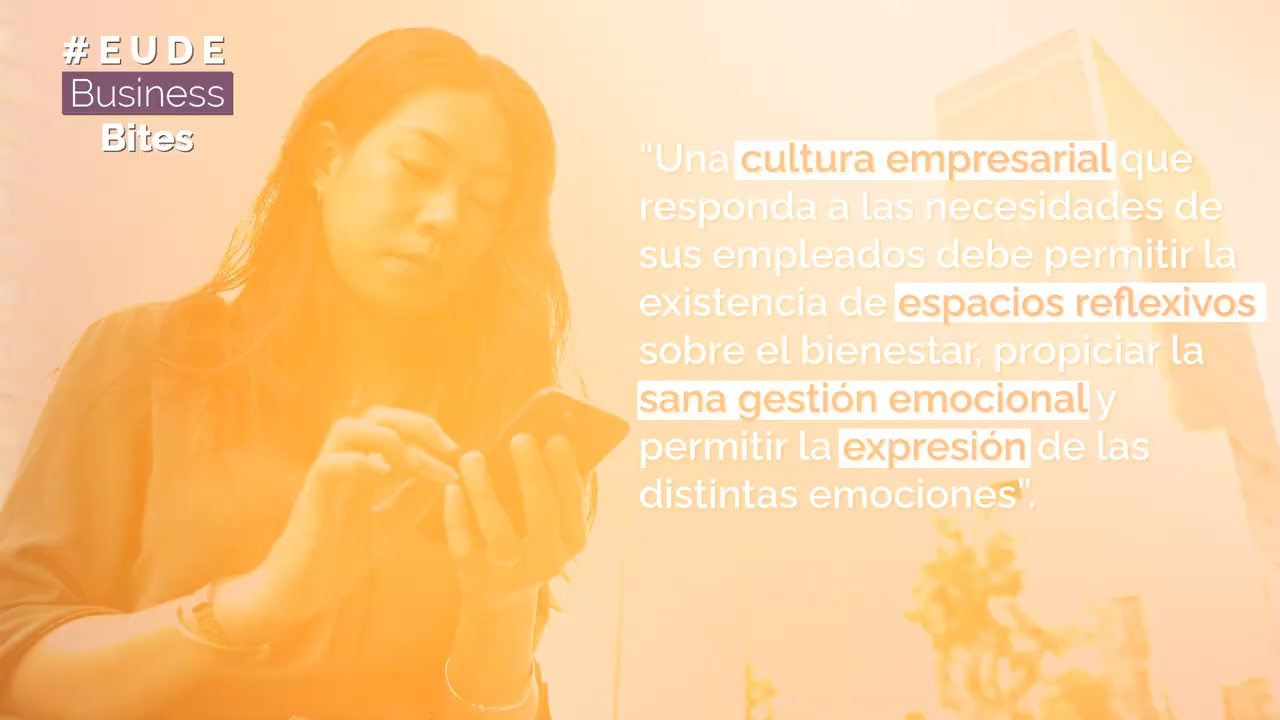 #EUDE
Business
Bites
“Una cultura empresarial que
responda a las necesidades de
sus empleados debe permitir la
existencia de espacios reflexivos
sobre el bienestar, propiciar la
sana gestión emocional y
permitir la expresión de las
distintas emociones”.